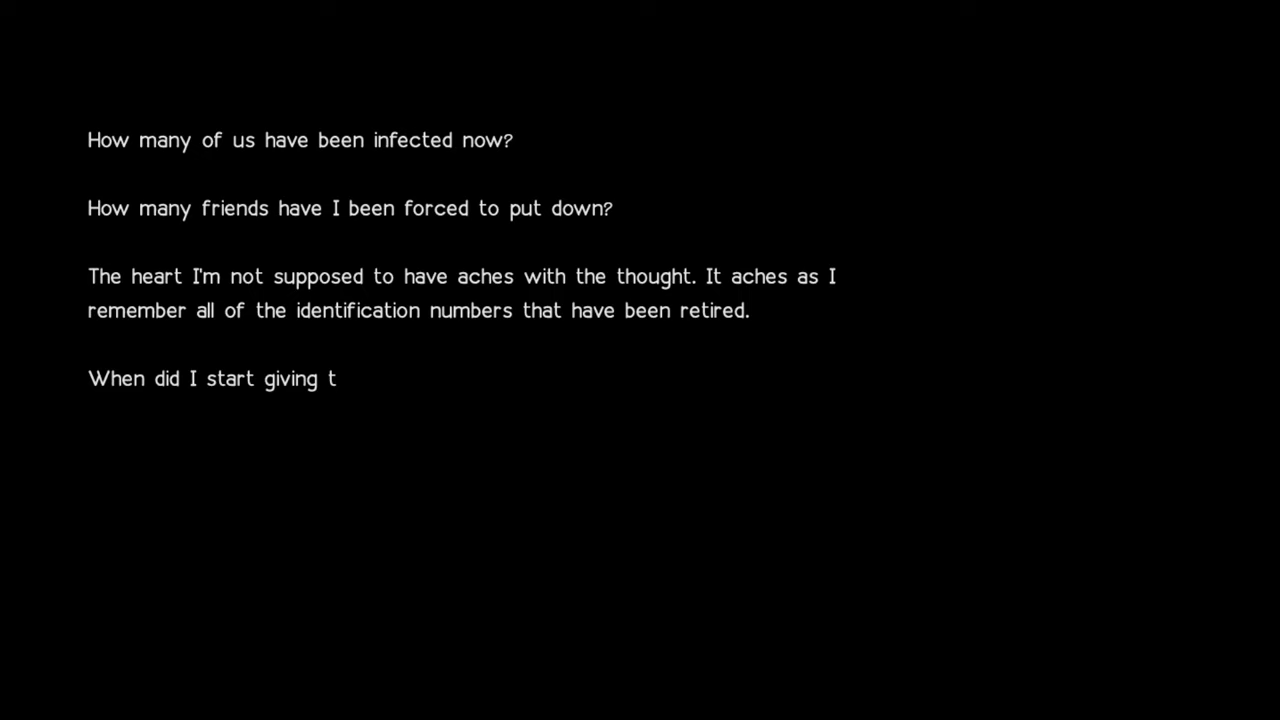 How many of us have been infected now?
How many friends have I been forced to put down?
The heart I'm not supposed to have aches with the thought. It aches as I
remember all of the identification numbers that have been retired.
When did I start giving t